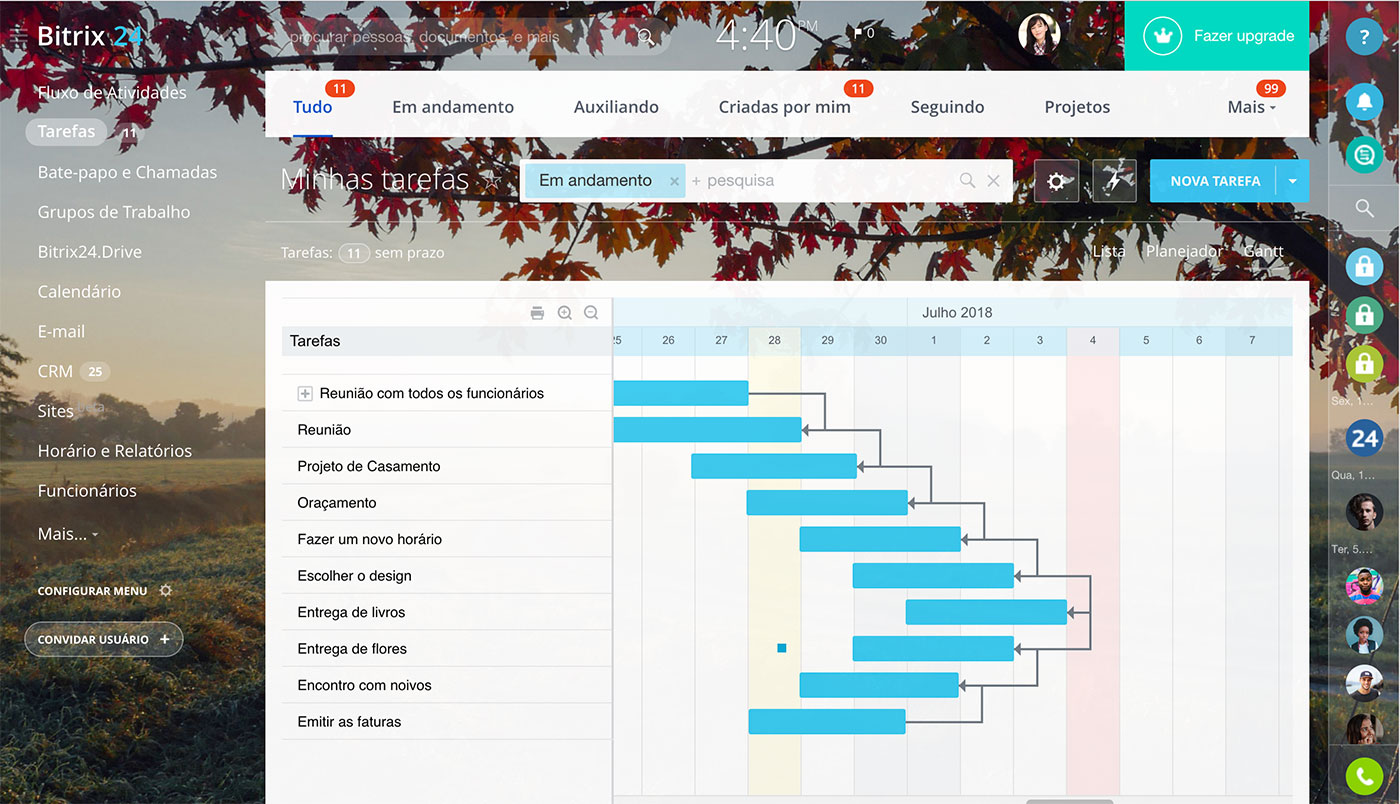 Bitrix 24
procurar pessoas, documentos, e mais
4:40 PM
0
Fazer upgrade
?
Fluxo de Atividades
Tarefas 11
Bate-papo e Chamadas
Grupos de Trabalho
Bitrix24.Drive
Calendário
E-mail
CRM 25
Sites
Horário e Relatórios
Funcionários
Mais...
CONFIGURAR MENU
CONVIDAR USUÁRIO +
Tudo 11
Em andamento
Auxiliando
Criadas por mim 11
Seguindo
Projetos
Mais 99
Minhas tarefas
Em andamento × + pesquisa
NOVA TAREFA
Tarefas: 11 sem prazo
Lista Planejador Gantt
Julho 2018
Tarefas
25 26 27 28 29 30 1 2 3 4 5 6 7
Reunião com todos os funcionários
Reunião
Projeto de Casamento
Oraçamento
Fazer um novo horário
Escolher o design
Entrega de livros
Entrega de flores
Encontro com noivos
Emitir as faturas
Sex, 1...
24
Qua, 1...
Ter, 5....